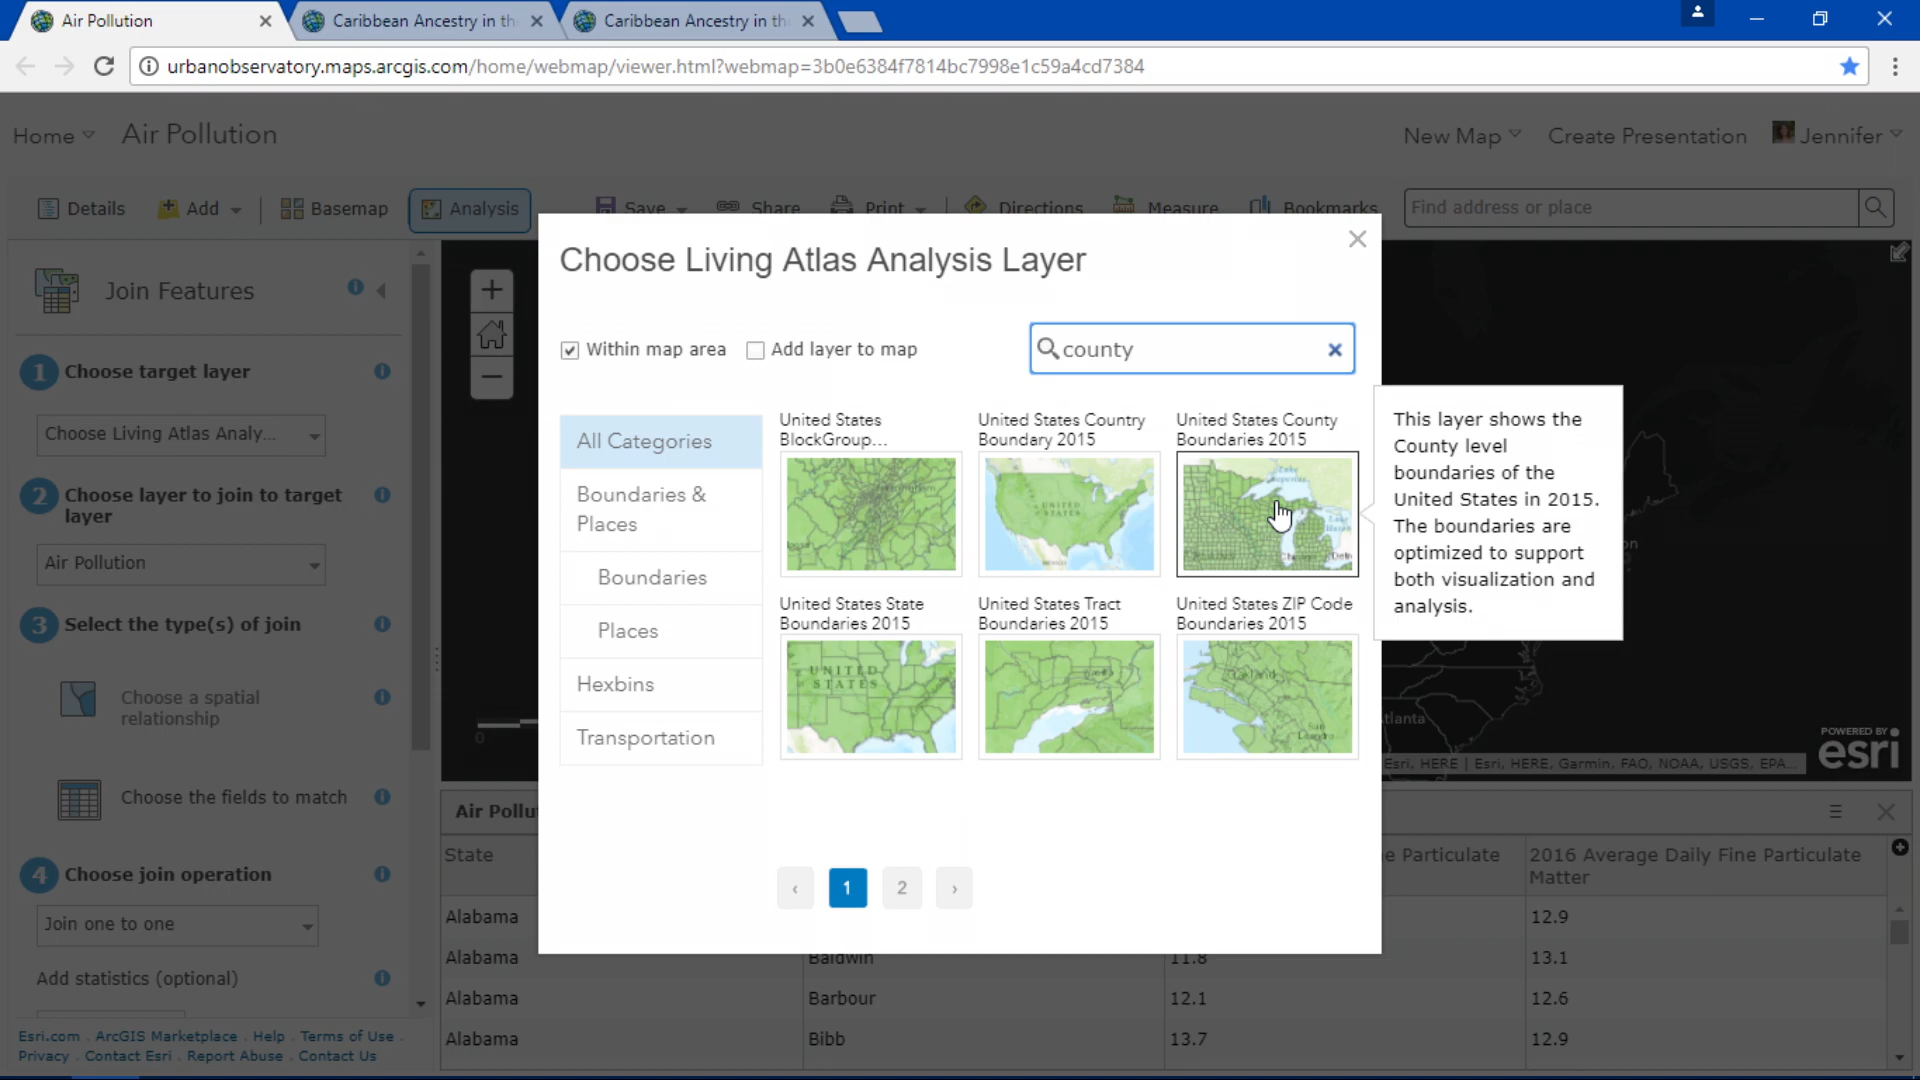 Air Pollution
Caribbean Ancestry in th
Caribbean Ancestry in th
urbanobservatory.maps.arcgis.com/home/webmap/viewer.html?webmap=3b0e6384f7814bc7998e1c59a4cd7384
Home
Air Pollution
New Map
Create Presentation
Jennifer
Details
Add
Basemap
Analysis
Save
Share
Print
Directions
Measure
Bookmarks
Find address or place
Join Features
1 Choose target layer
Choose Living Atlas Analy...
2 Choose layer to join to target
layer
Air Pollution
3 Select the type(s) of join
Choose a spatial
relationship
Choose the fields to match
4 Choose join operation
Join one to one
Add statistics (optional)
Esri.com . ArcGIS Marketplace . Help . Terms of Use .
Privacy . Contact Esri . Report Abuse . Contact Us
0
Choose Living Atlas Analysis Layer
Within map area
Add layer to map
county
All Categories
Boundaries &
Places
Boundaries
Places
Hexbins
Transportation
United States
BlockGroup...
United States Country
Boundary 2015
UNITED
STATES
United States County
Boundaries 2015
United States State
Boundaries 2015
UNITED
STATES
United States Tract
Boundaries 2015
United States ZIP Code
Boundaries 2015
‹ 1 2 ›
This layer shows the
County level
boundaries of the
United States in 2015.
The boundaries are
optimized to support
both visualization and
analysis.
on
tlanta
POWERED BY
esri
Esri, HERE | Esri, HERE, Garmin, FAO, NOAA, USGS, EPA...
Air Pollu
State
e Particulate
2016 Average Daily Fine Particulate
Matter
Alabama
12.9
Alabama
Baldwin
11.8
13.1
Alabama
Barbour
12.1
12.6
Alabama
Bibb
13.7
12.9